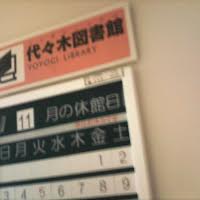 代々木図書館
YOYOGI LIBRARY
11 月の休館日
日 月 火 水 木 金 土
1 2
3 4 5 6 7 8 9